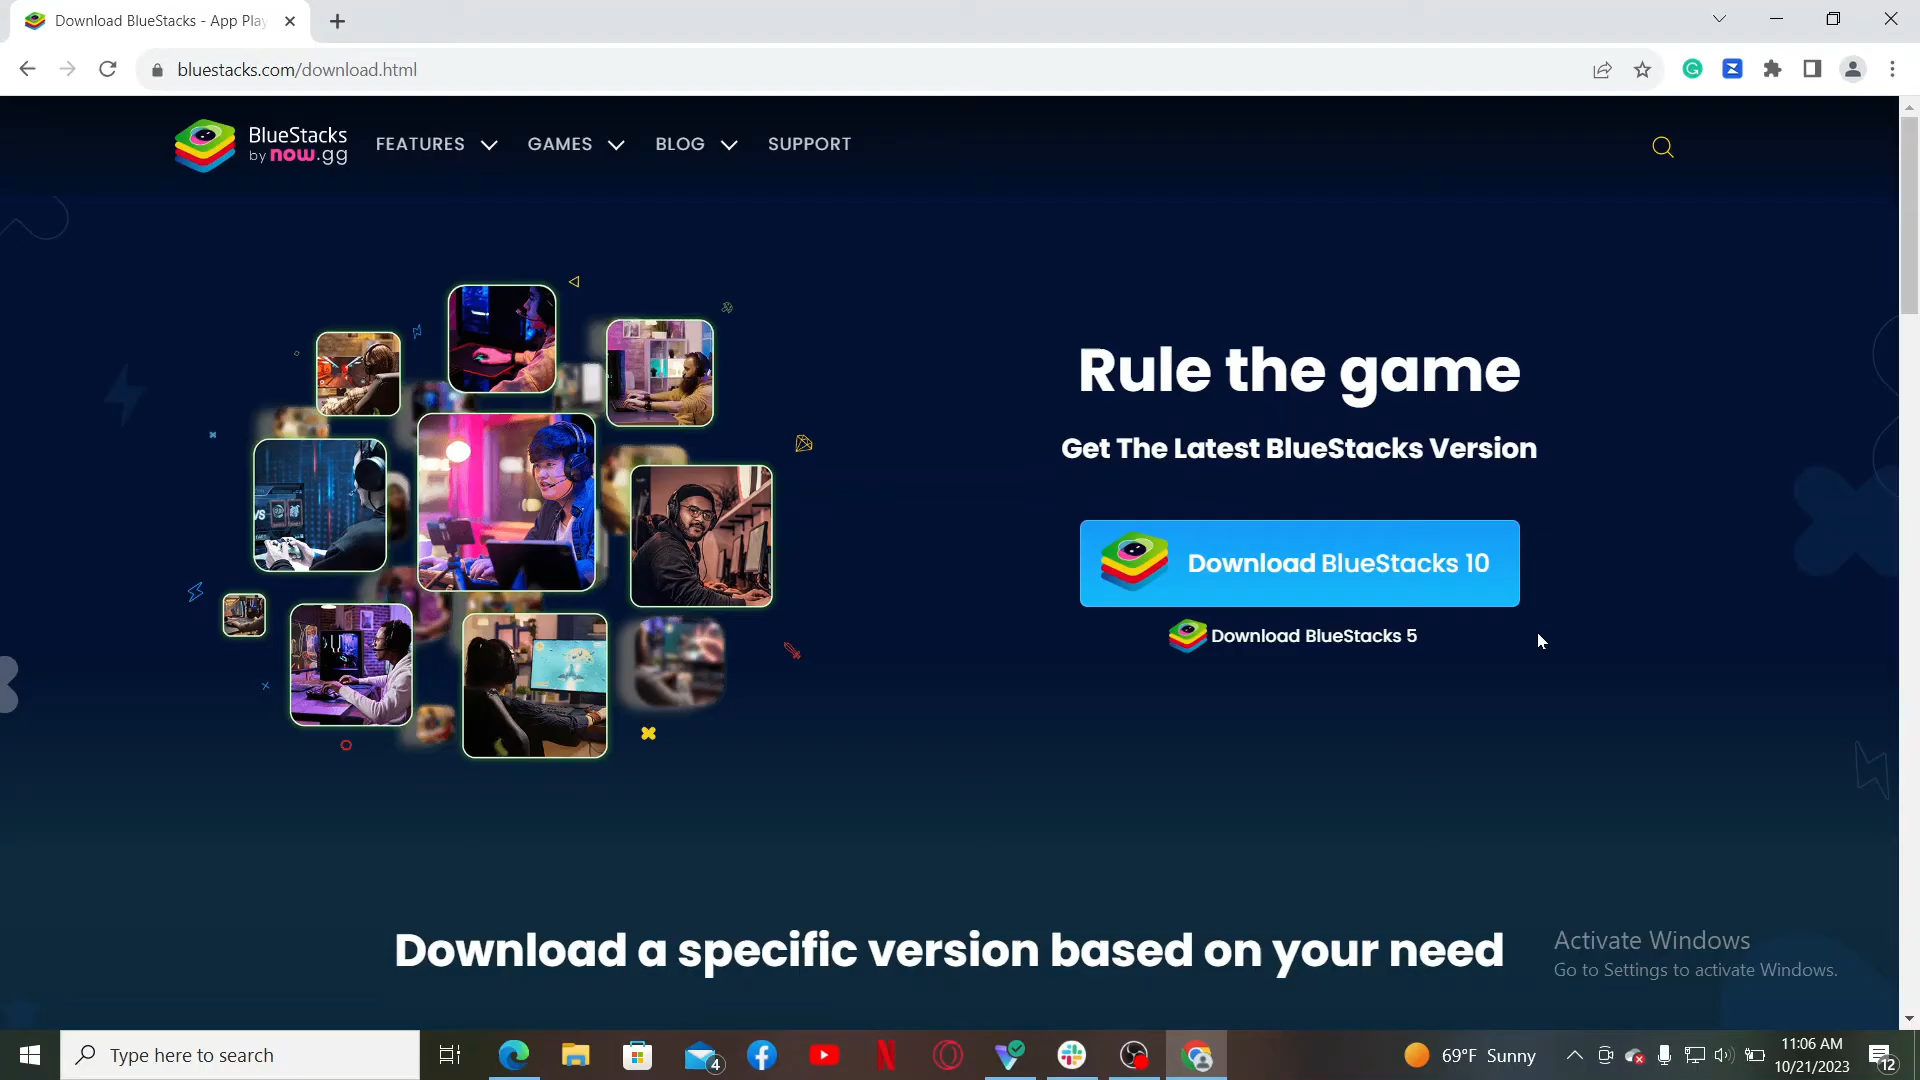 Download BlueStacks - App Play
bluestacks.com/download.html
BlueStacks
by now.gg
FEATURES
GAMES
BLOG
SUPPORT
Rule the game
Get The Latest BlueStacks Version
Download BlueStacks 10
Download BlueStacks 5
VS
Download a specific version based on your need
Activate Windows
Go to Settings to activate Windows.
Type here to search
4
69°F Sunny
11:06 AM
10/21/2023
12